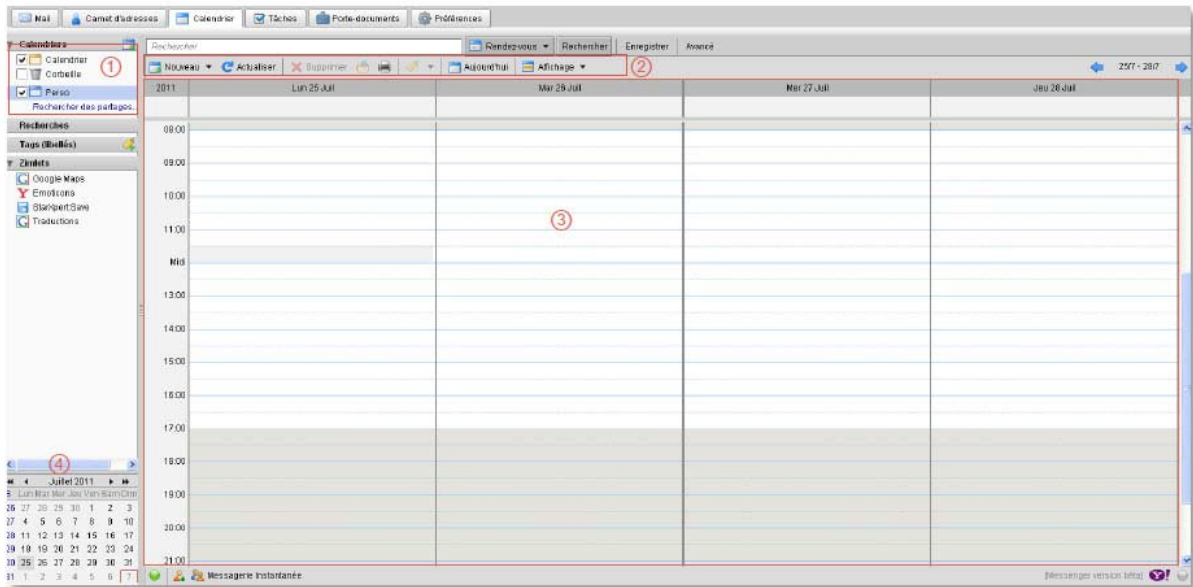 Mail Carnet d'adresses Calendrier Tâches Porte-documents Préférences
Calendriers
Calendrier
Corbeille
Perso
Rechercher des partages...
①
Recherches
Tags (libellés)
Zimlets
Google Maps
Emoticons
StarXpert Save
Traductions
④
Juillet 2011
Lun Mar Mer Jeu Ven Sam Dim
26 27 28 29 30 1 2 3
27 4 5 6 7 8 9 10
28 11 12 13 14 15 16 17
29 18 19 20 21 22 23 24
30 25 26 27 28 29 30 31
31 1 2 3 4 5 6 7
Rechercher Rendez-vous Rechercher Enregistrer Avancé
Nouveau Actualiser Supprimer Aujourd'hui Affichage ② 25/7 - 28/7
2011 Lun 25 Juil Mar 26 Juil Mer 27 Juil Jeu 28 Juil
08:00
09:00
10:00
③
11:00
Midi
13:00
14:00
15:00
16:00
17:00
18:00
19:00
20:00
21:00
Messagerie Instantanée [Messenger version bêta] Y!